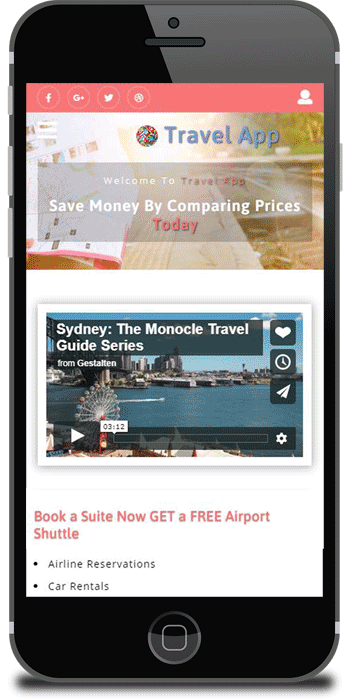 Travel App
Welcome To Travel App
Save Money By Comparing Prices
Today
Sydney: The Monocle Travel
Guide Series
from Gestalten
03:12
Book a Suite Now GET a FREE Airport
Shuttle
Airline Reservations
Car Rentals